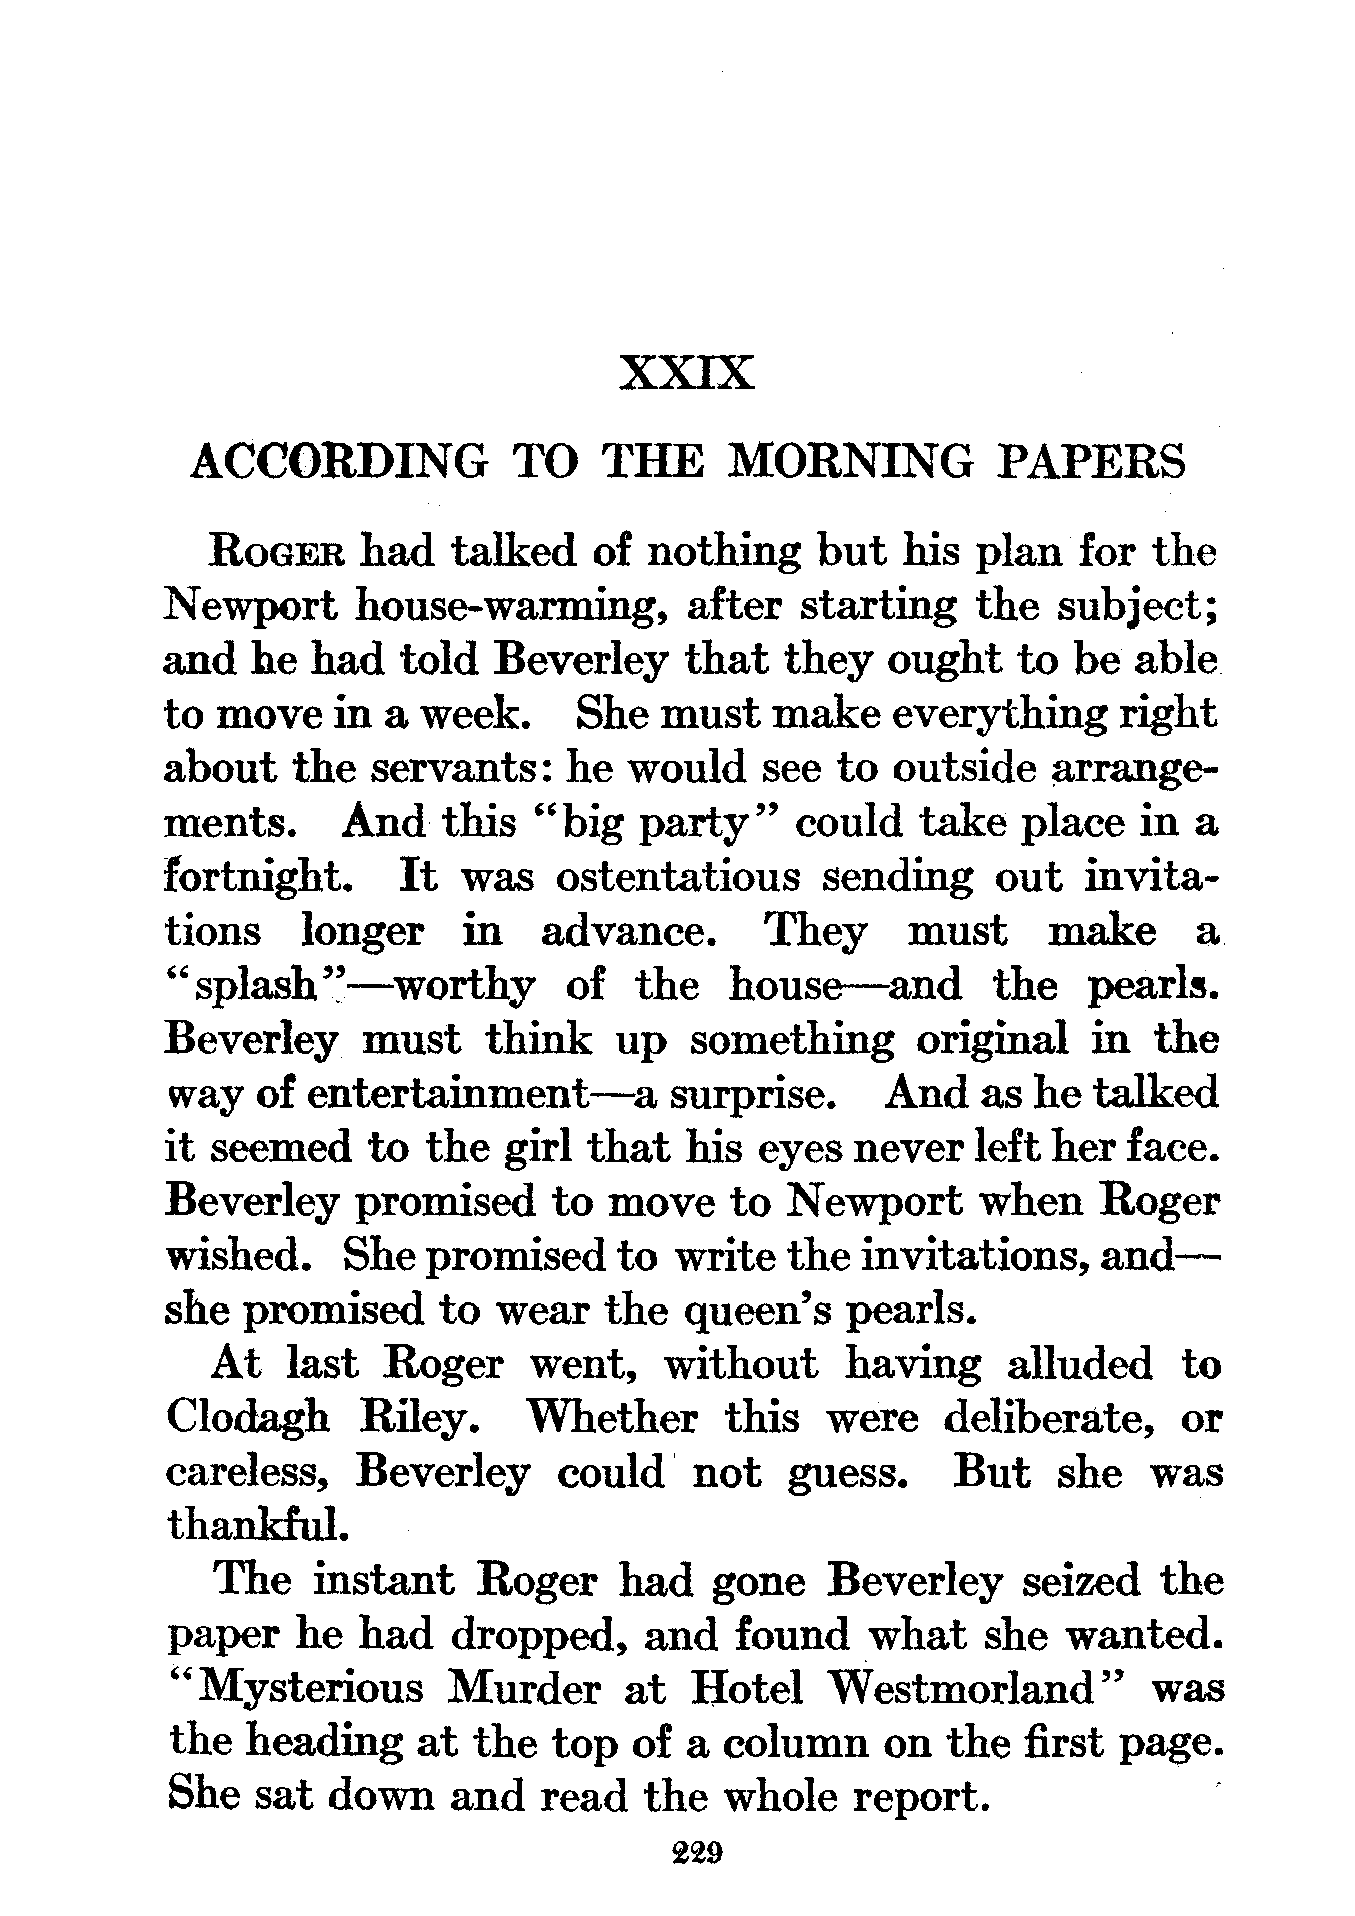 XXIX
ACCORDING TO THE MORNING PAPERS
ROGER had talked of nothing but his plan for the
Newport house-warming, after starting the subject;
and he had told Beverley that they ought to be able
to move in a week. She must make everything right
about the servants: he would see to outside arrange-
ments. And this “big party” could take place in a
fortnight. It was ostentatious sending out invita-
tions longer in advance. They must make a
“splash”—worthy of the house—and the pearls.
Beverley must think up something original in the
way of entertainment—a surprise. And as he talked
it seemed to the girl that his eyes never left her face.
Beverley promised to move to Newport when Roger
wished. She promised to write the invitations, and—
she promised to wear the queen’s pearls.
At last Roger went, without having alluded to
Clodagh Riley. Whether this were deliberate, or
careless, Beverley could not guess. But she was
thankful.
The instant Roger had gone Beverley seized the
paper he had dropped, and found what she wanted.
“Mysterious Murder at Hotel Westmorland” was
the heading at the top of a column on the first page.
She sat down and read the whole report.
229